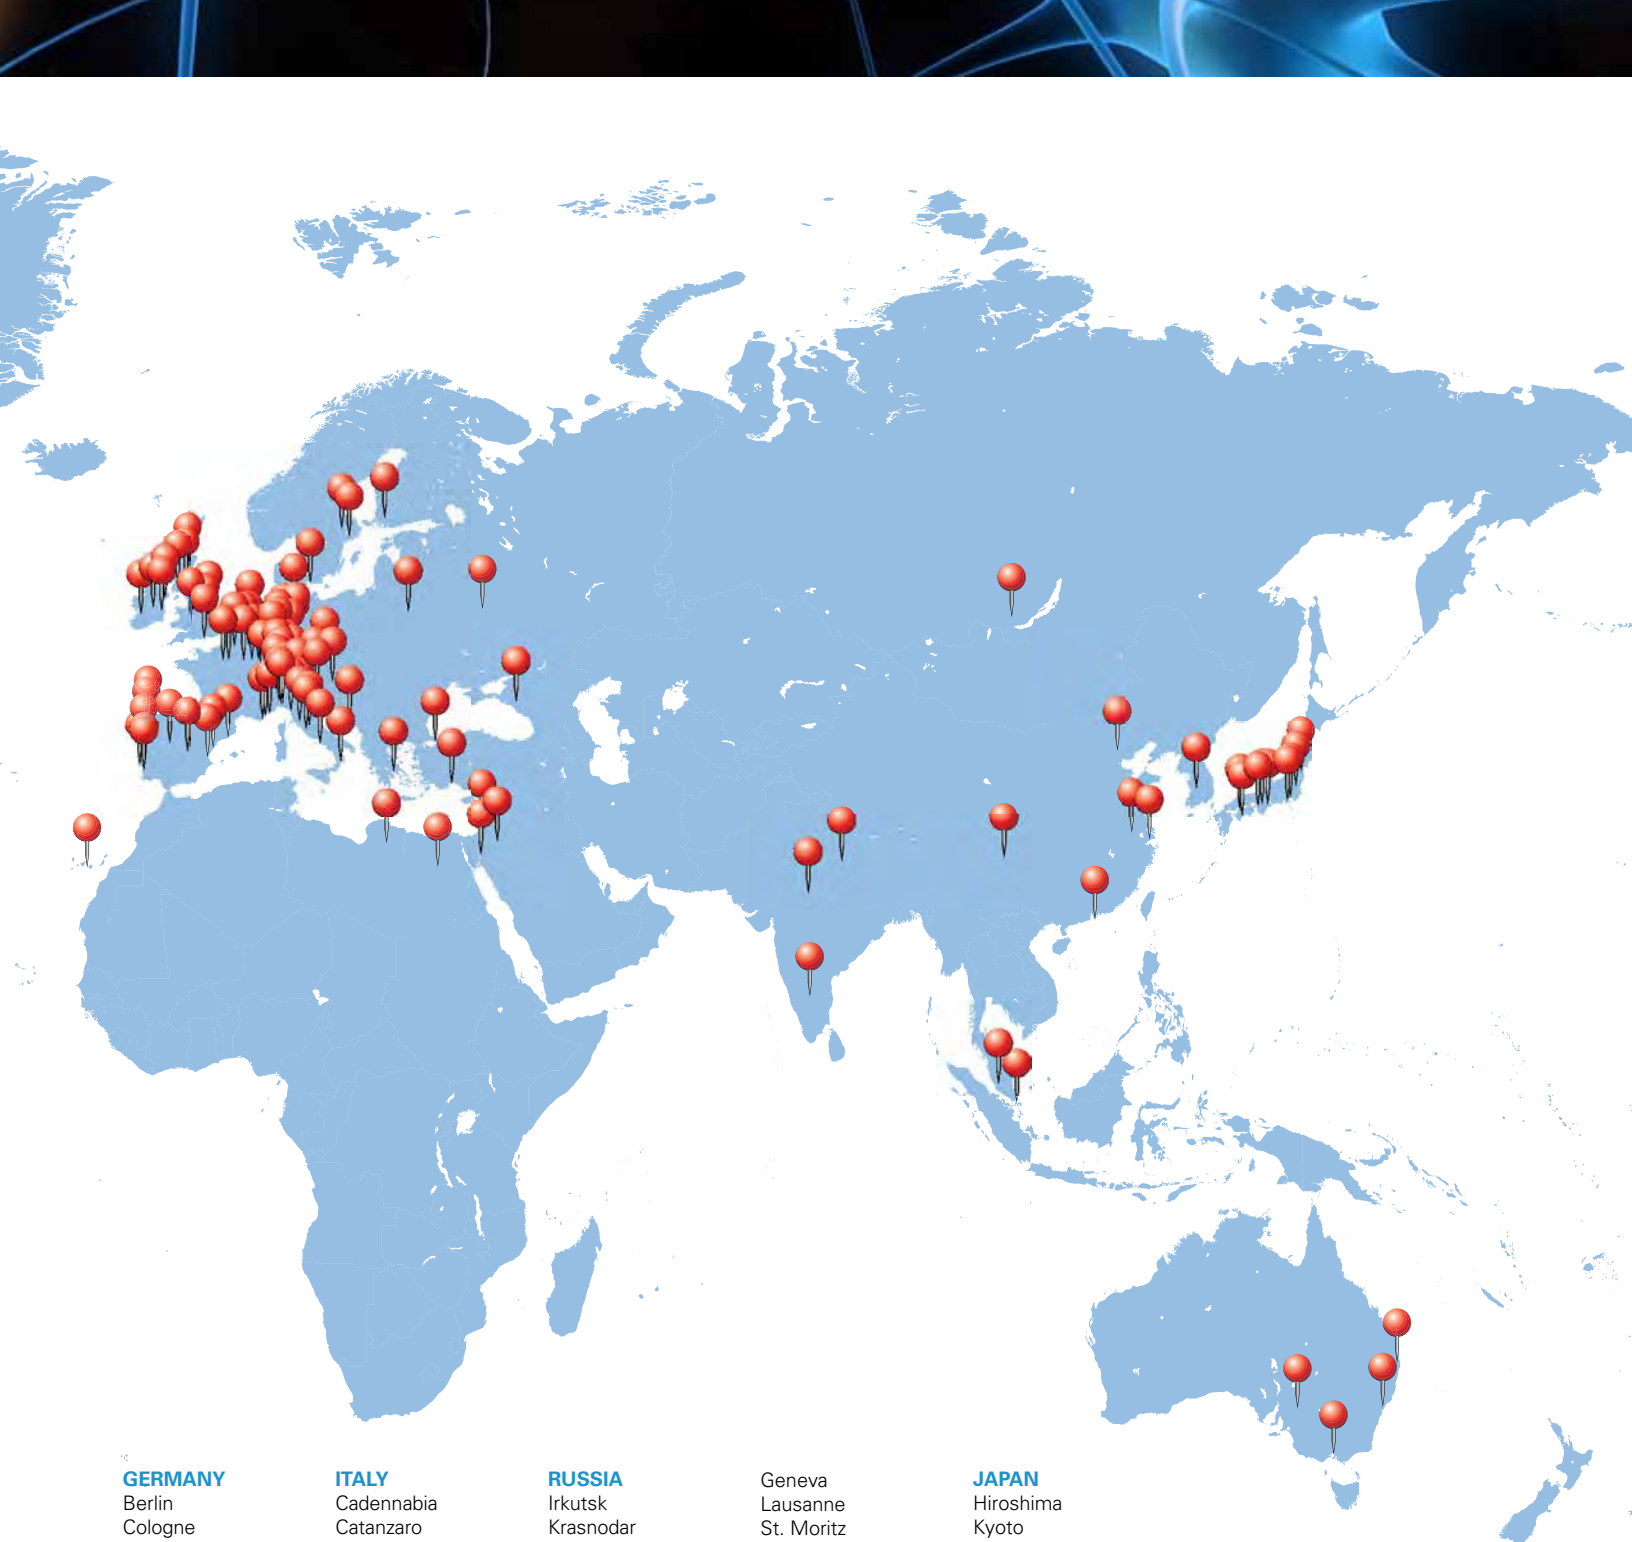 GERMANY
Berlin
Cologne
ITALY
Cadennabia
Catanzaro
RUSSIA
Irkutsk
Krasnodar
Geneva
Lausanne
St. Moritz
JAPAN
Hiroshima
Kyoto